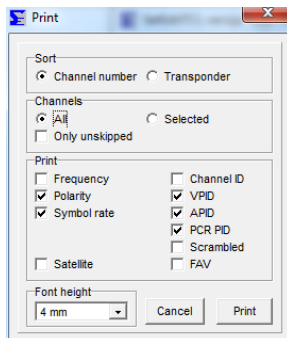 Print
Sort
Channel number Transponder
Channels
All Selected
Only unskipped
Print
Frequency Channel ID
Polarity VPID
Symbol rate APID
PCR PID
Scrambled
Satellite FAV
Font height
4 mm Cancel Print